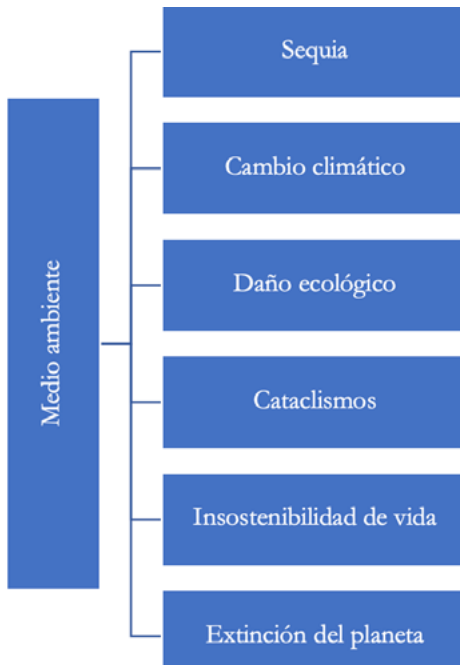 Medio ambiente
Sequia
Cambio climático
Daño ecológico
Cataclismos
Insostenibilidad de vida
Extinción del planeta